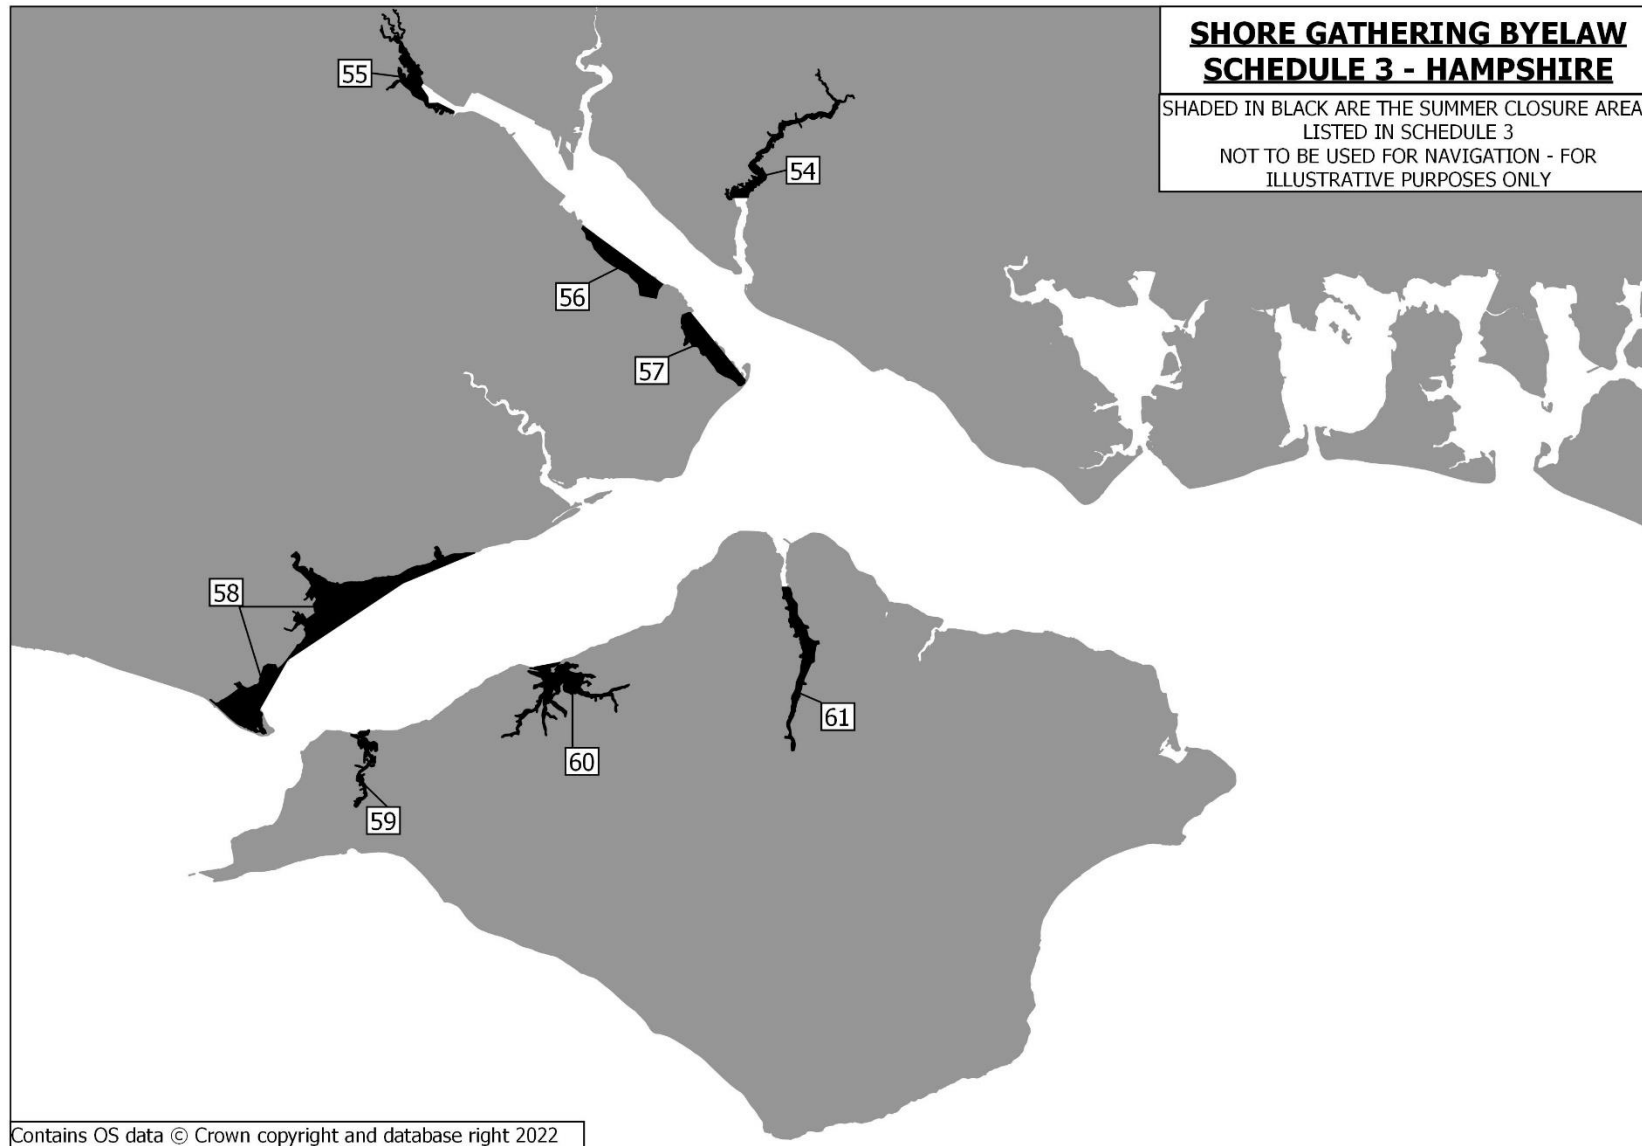 SHORE GATHERING BYELAW
SCHEDULE 3 - HAMPSHIRE
SHADED IN BLACK ARE THE SUMMER CLOSURE AREA
LISTED IN SCHEDULE 3
NOT TO BE USED FOR NAVIGATION - FOR
ILLUSTRATIVE PURPOSES ONLY
55
54
56
57
58
61
60
59
Contains OS data © Crown copyright and database right 2022